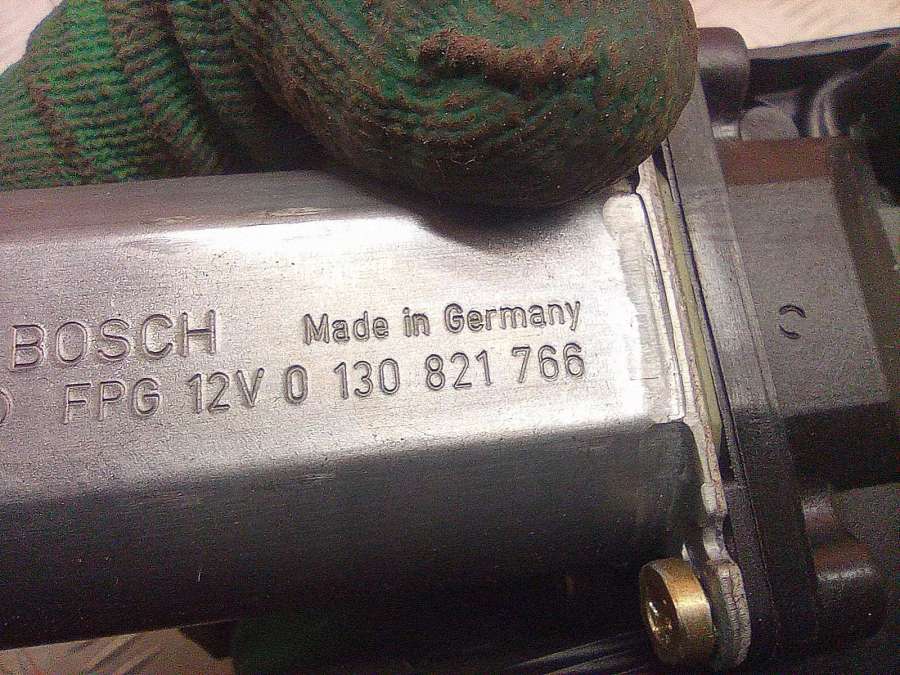 BOSCH Made in Germany
FPG 12V 0 130 821 766